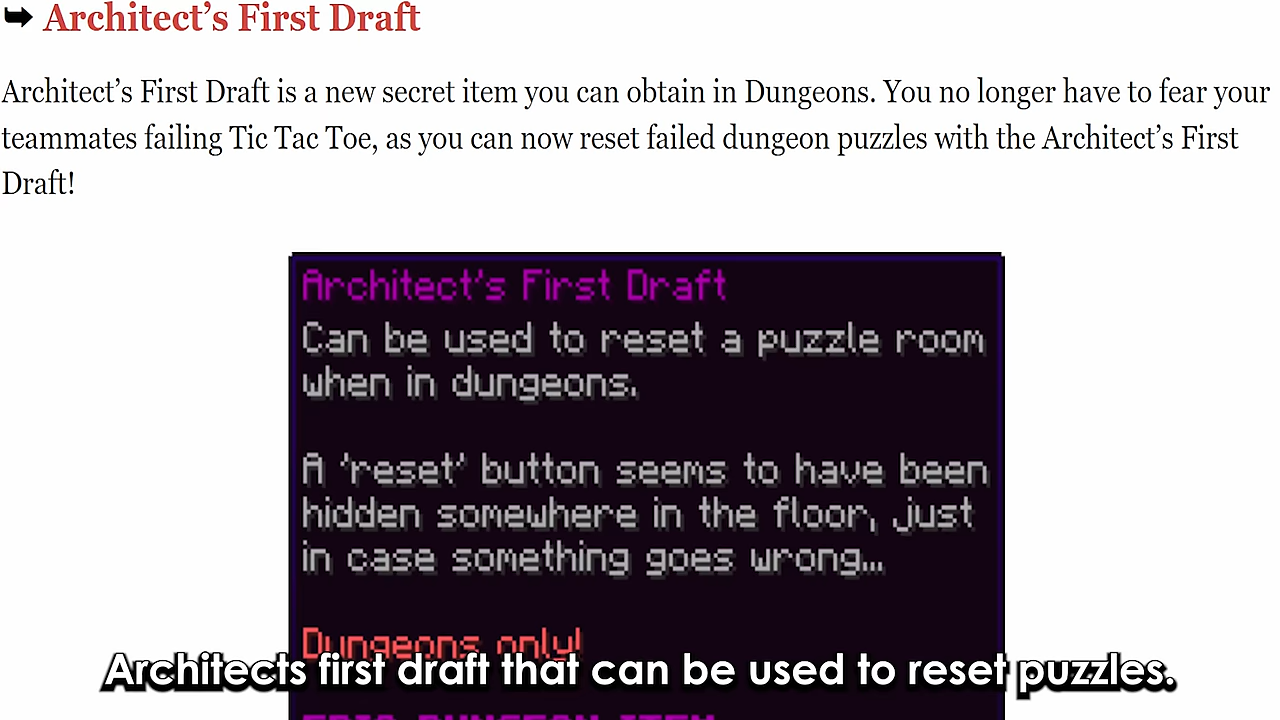 ➥ Architect’s First Draft
Architect’s First Draft is a new secret item you can obtain in Dungeons. You no longer have to fear your
teammates failing Tic Tac Toe, as you can now reset failed dungeon puzzles with the Architect’s First
Draft!
Architect's First Draft
Can be used to reset a puzzle room
when in dungeons.
A 'reset' button seems to have been
hidden somewhere in the floor, just
in case something goes wrong...
Dungeons only!
Architects first draft that can be used to reset puzzles.
EPIC DUNGEON ITEM